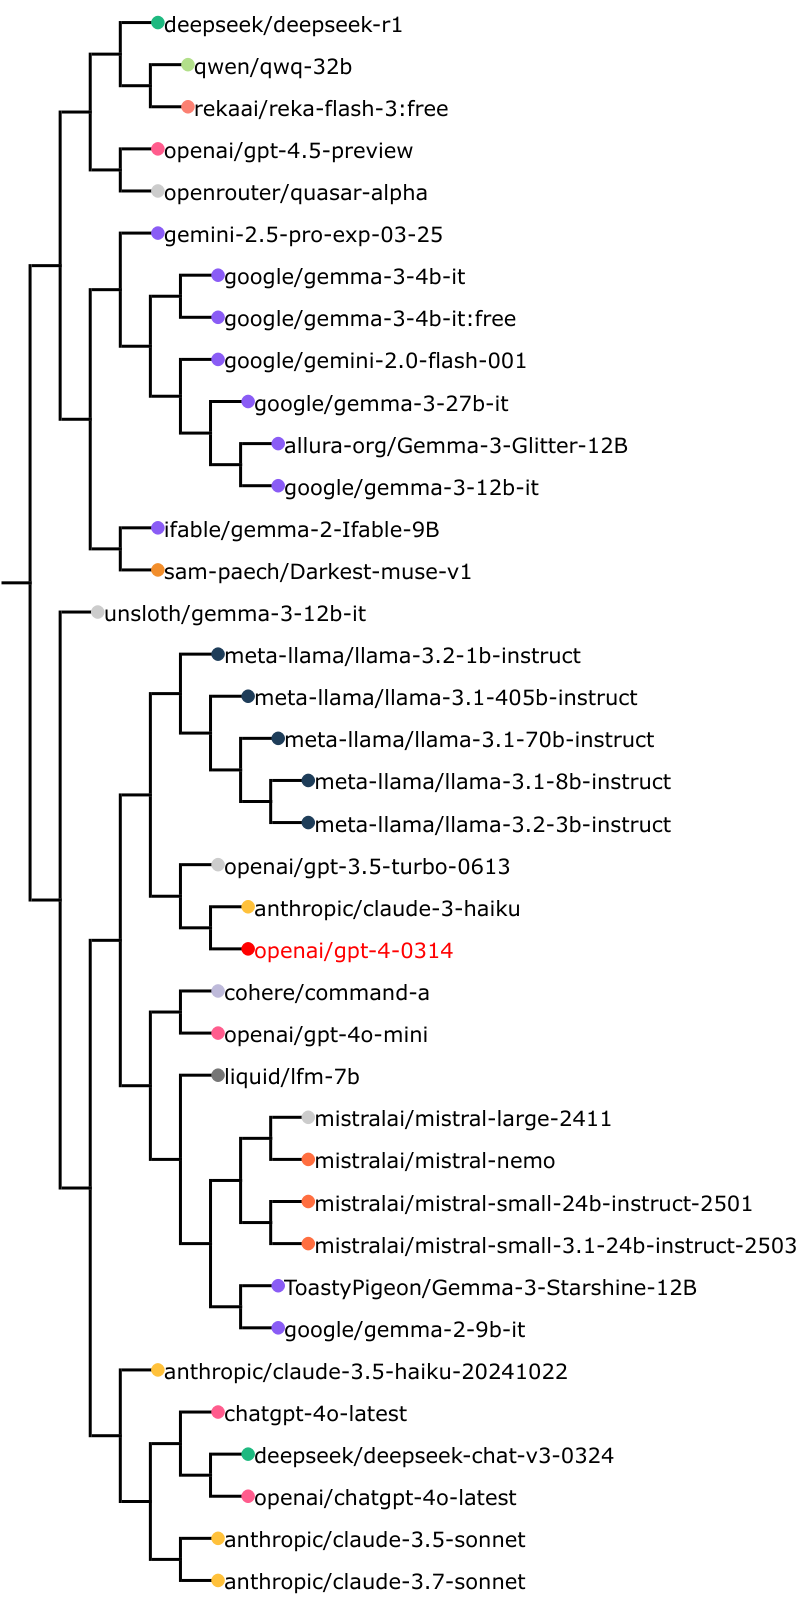 deepseek/deepseek-r1
qwen/qwq-32b
rekaai/reka-flash-3:free
openai/gpt-4.5-preview
openrouter/quasar-alpha
gemini-2.5-pro-exp-03-25
google/gemma-3-4b-it
google/gemma-3-4b-it:free
google/gemini-2.0-flash-001
google/gemma-3-27b-it
allura-org/Gemma-3-Glitter-12B
google/gemma-3-12b-it
ifable/gemma-2-Ifable-9B
sam-paech/Darkest-muse-v1
unsloth/gemma-3-12b-it
meta-llama/llama-3.2-1b-instruct
meta-llama/llama-3.1-405b-instruct
meta-llama/llama-3.1-70b-instruct
meta-llama/llama-3.1-8b-instruct
meta-llama/llama-3.2-3b-instruct
openai/gpt-3.5-turbo-0613
anthropic/claude-3-haiku
openai/gpt-4-0314
cohere/command-a
openai/gpt-4o-mini
liquid/lfm-7b
mistralai/mistral-large-2411
mistralai/mistral-nemo
mistralai/mistral-small-24b-instruct-2501
mistralai/mistral-small-3.1-24b-instruct-2503
ToastyPigeon/Gemma-3-Starshine-12B
google/gemma-2-9b-it
anthropic/claude-3.5-haiku-20241022
chatgpt-4o-latest
deepseek/deepseek-chat-v3-0324
openai/chatgpt-4o-latest
anthropic/claude-3.5-sonnet
anthropic/claude-3.7-sonnet